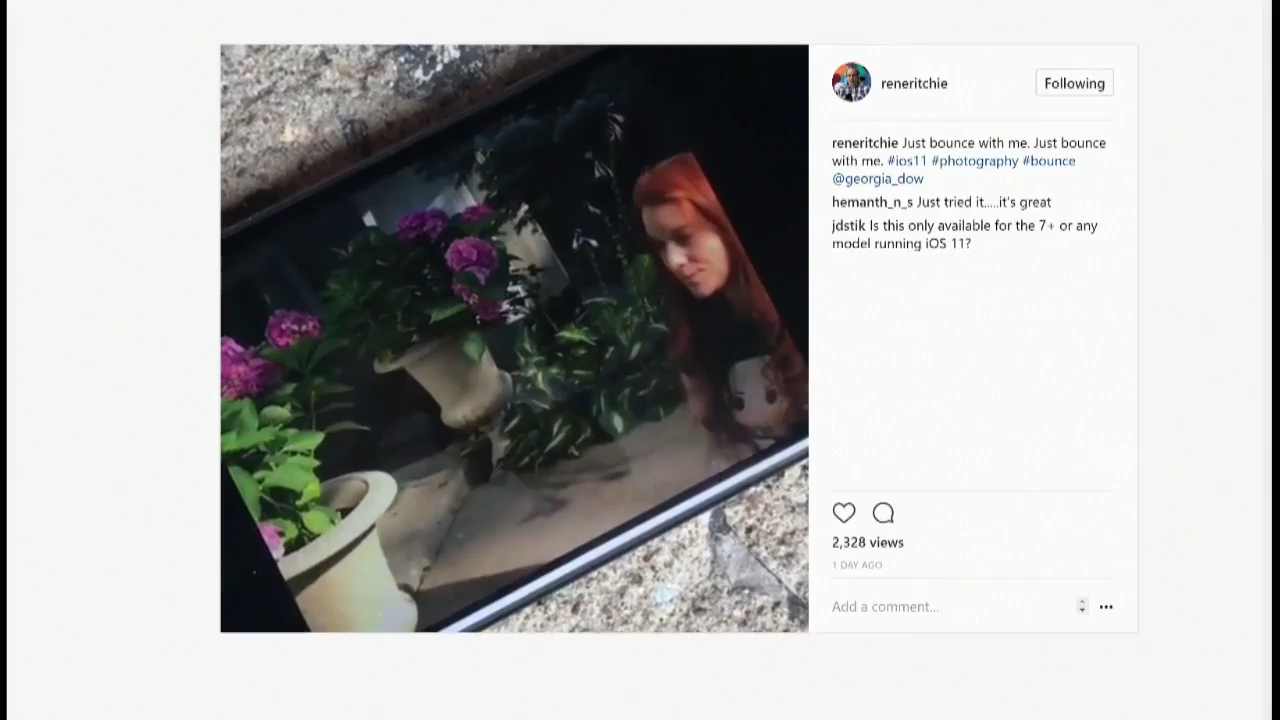 reneritchie
Following
reneritchie Just bounce with me. Just bounce
with me. #ios11 #photography #bounce
@georgia_dow
hemanth_n_s Just tried it.....it's great
jdstik Is this only available for the 7+ or any
model running iOS 11?
2,328 views
1 DAY AGO
Add a comment...